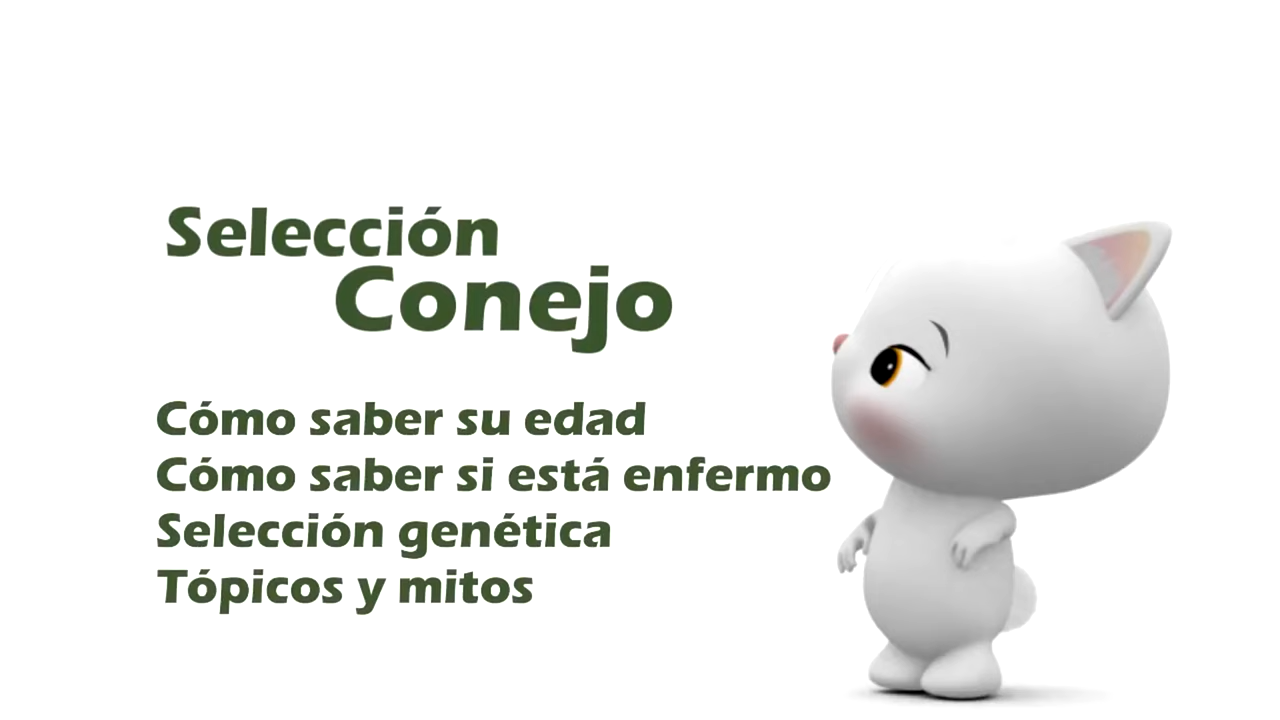 Selección
Conejo
Cómo saber su edad
Cómo saber si está enfermo
Selección genética
Tópicos y mitos